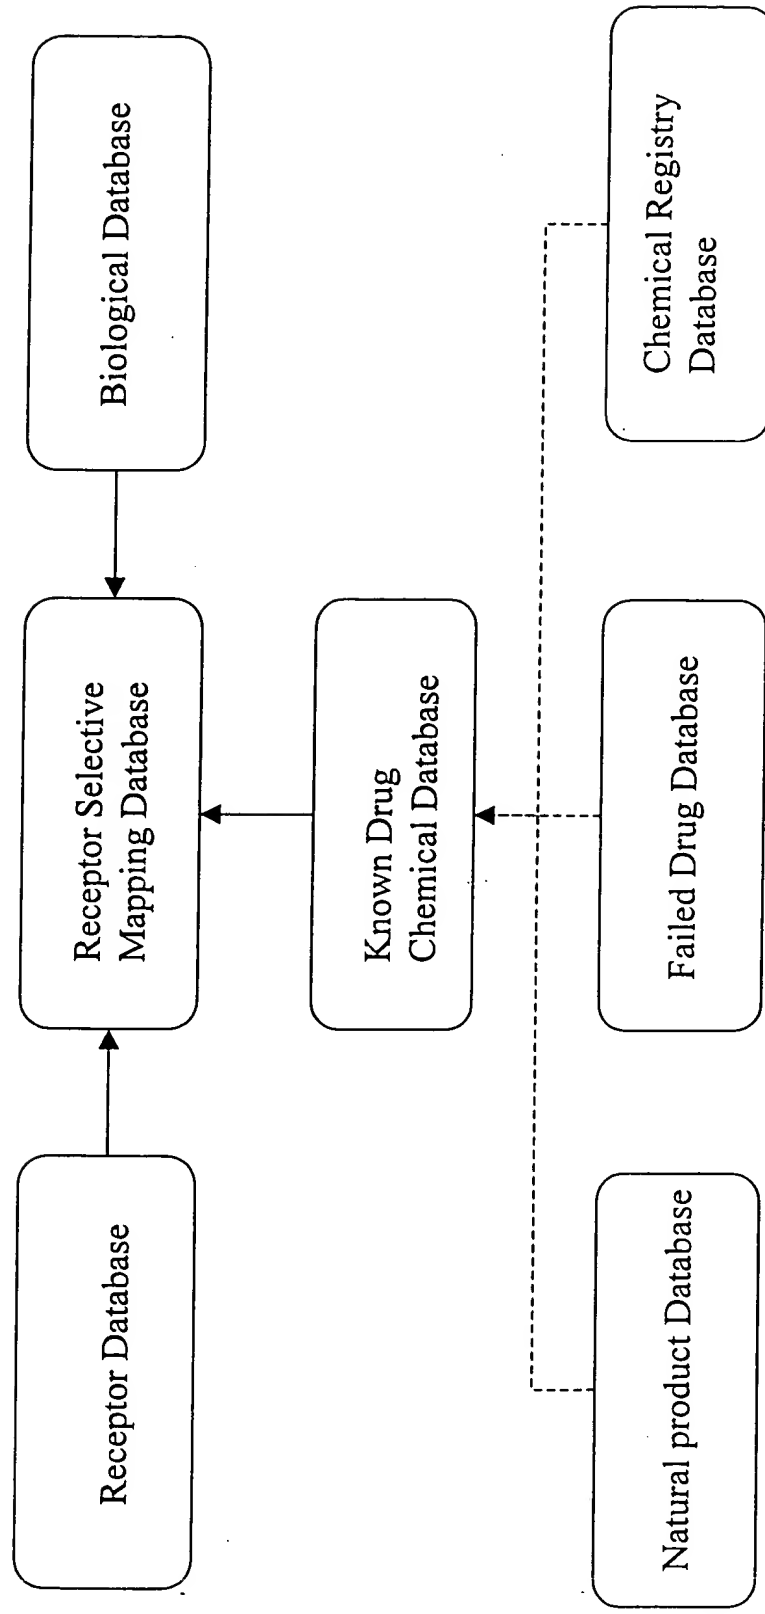 Receptor Database
Receptor Selective
Mapping Database
Biological Database
Known Drug
Chemical Database
Natural product Database
Failed Drug Database
Chemical Registry
Database